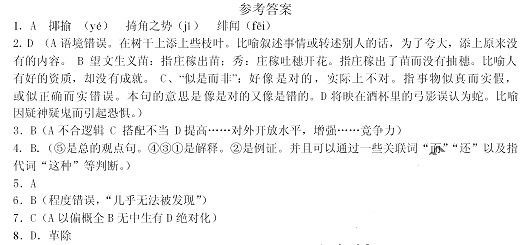 参考答案
1．A 揶揄 （yé） 掎角之势（jǐ） 绯闻（fēi）
2．D （A 语境错误。在树干上添上些枝叶。比喻叙述事情或转述别人的话，为了夸大，添上原来没
有的内容。 B 望文生义苗：指庄稼出苗；秀：庄稼吐穗开花。指庄稼出了苗而没有抽穗。比喻人
有好的资质，却没有成就。 C、“似是而非”：好像是对的，实际上不对。指事物似真而实假，
或似正确而实错误。本句的意思是像是对的又像是错的。D 将映在酒杯里的弓影误认为蛇。比喻
因疑神疑鬼而引起恐惧。）
3．B（A 不合逻辑 C 搭配不当 D 提高……对外开放水平，增强……竞争力）
4．B.（⑤是总的观点句。④③①是解释。②是例证。并且可以通过一些关联词“而”“还”以及指
代词“这种”等判断。）
5．A
6．B（程度错误，“几乎无法被发现”）
7．C（A 以偏概全 B 无中生有 D 绝对化）
8．D．革除